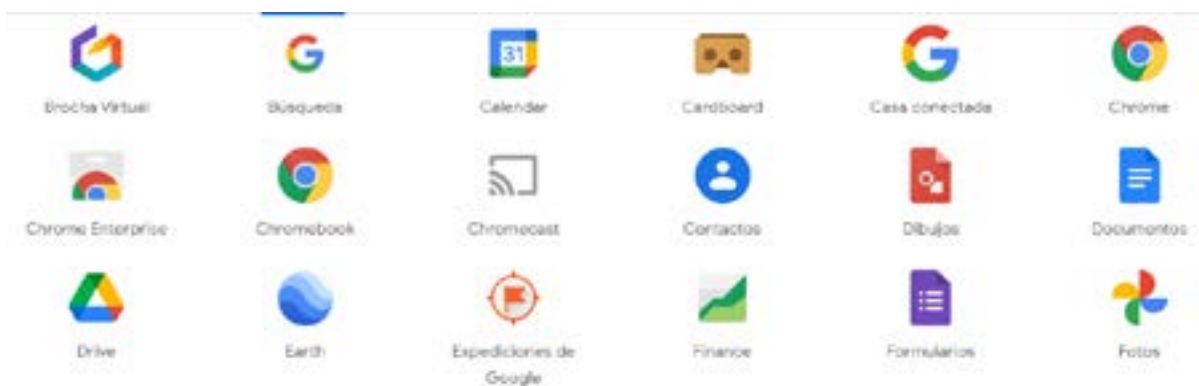 Brocha Virtual
Búsqueda
31
Calendar
Cardboard
Casa conectada
Chrome
Chrome Enterprise
Chromebook
Chromecast
Contactos
Dibujos
Documentos
Drive
Earth
Expediciones de
Google
Finance
Formularios
Fotos